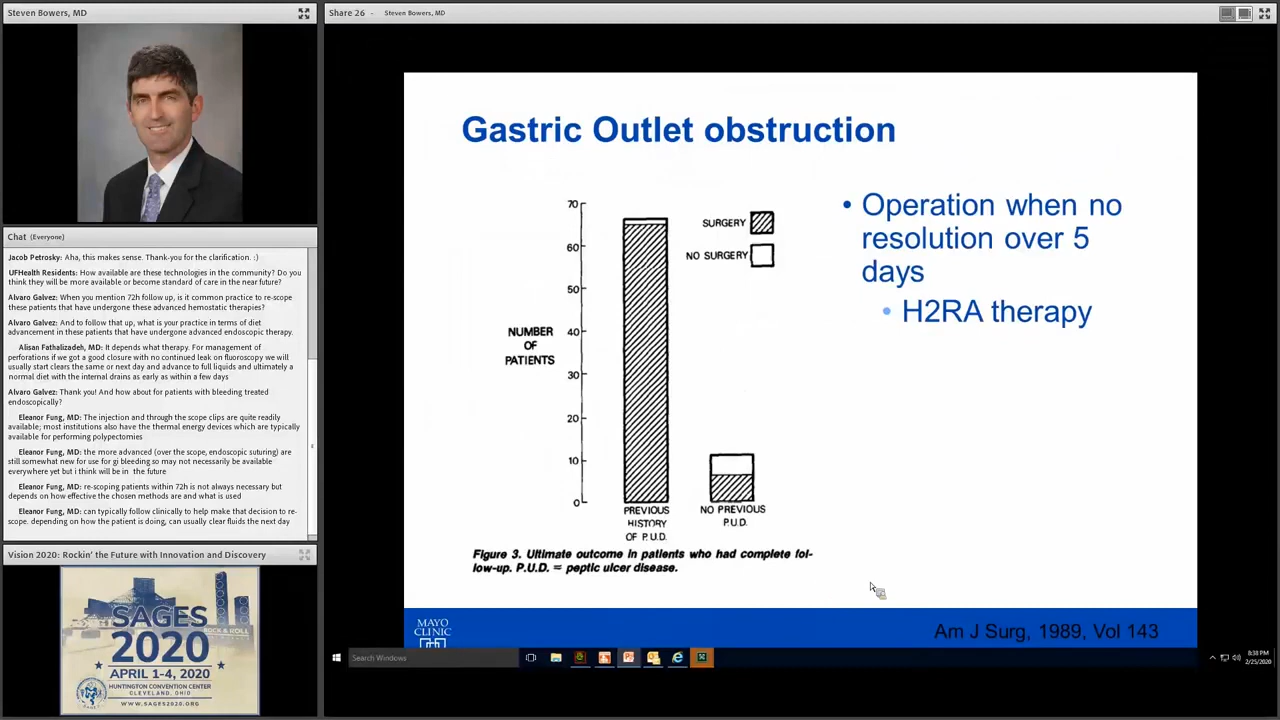 Steven Bowers, MD
Chat (Everyone)
Jacob Petrosky: Aha, this makes sense. Thank-you for the clarification. :)
UFHealth Residents: How available are these technologies in the community? Do you
think they will be more available or become standard of care in the near future?
Alvaro Galvez: When you mention 72h follow up, is it common practice to re-scope
these patients that have undergone these advanced hemostatic therapies?
Alvaro Galvez: And to follow that up, what is your practice in terms of diet
advancement in these patients that have undergone advanced endoscopic therapy.
Alisan Fathalizadeh, MD: It depends what therapy. For management of
perforations if we got a good closure with no continued leak on fluoroscopy we will
usually start clears the same or next day and advance to full liquids and ultimately a
normal diet with the internal drains as early as within a few days
Alvaro Galvez: Thank you! And how about for patients with bleeding treated
endoscopically?
Eleanor Fung, MD: The injection and through the scope clips are quite readily
available; most institutions also have the thermal energy devices which are typically
available for performing polypectomies
Eleanor Fung, MD: the more advanced (over the scope, endoscopic suturing) are
still somewhat new for use for gi bleeding so may not necessarily be available
everywhere yet but i think will be in the future
Eleanor Fung, MD: re-scoping patients within 72h is not always necessary but
depends on how effective the chosen methods are and what is used
Eleanor Fung, MD: can typically follow clinically to help make that decision to re-
scope. depending on how the patient is doing, can usually clear fluids the next day
Vision 2020: Rockin' the Future with Innovation and Discovery
SAGES
ROCK & ROLL
2020
APRIL 1-4, 2020
HUNTINGTON CONVENTION CENTER
CLEVELAND, OHIO
WWW.SAGES2020.ORG
Share 26 - Steven Bowers, MD
Gastric Outlet obstruction
70
60
50
40
30
20
10
0
NUMBER
OF
PATIENTS
SURGERY
NO SURGERY
PREVIOUS
HISTORY
OF P.U.D.
NO PREVIOUS
P.U.D.
Figure 3. Ultimate outcome in patients who had complete fol-
low-up. P.U.D. = peptic ulcer disease.
• Operation when no
resolution over 5
days
• H2RA therapy
MAYO
CLINIC
Am J Surg, 1989, Vol 143
Search Windows
8:38 PM
2/25/2020